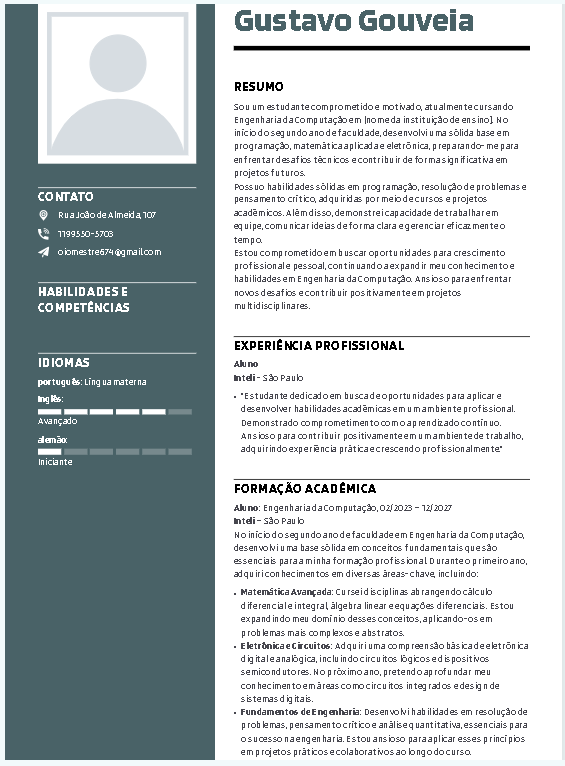 Gustavo Gouveia
CONTATO
Rua João de Almeida, 107
1199550-5703
oiomestre674@gmail.com
HABILIDADES E
COMPETÊNCIAS
IDIOMAS
português: Língua materna
Inglês:
Avançado
alemão:
Iniciante
RESUMO
Sou um estudante comprometido e motivado, atualmente cursando
Engenharia da Computação em [nome da instituição de ensino]. No
início do segundo ano de faculdade, desenvolvi uma sólida base em
programação, matemática aplicada e eletrônica, preparando-me para
enfrentar desafios técnicos e contribuir de forma significativa em
projetos futuros.
Possuo habilidades sólidas em programação, resolução de problemas e
pensamento crítico, adquiridas por meio de cursos e projetos
acadêmicos. Além disso, demonstrei capacidade de trabalhar em
equipe, comunicar ideias de forma clara e gerenciar eficazmente o
tempo.
Estou comprometido em buscar oportunidades para crescimento
profissional e pessoal, continuando a expandir meu conhecimento e
habilidades em Engenharia da Computação. Ansioso para enfrentar
novos desafios e contribuir positivamente em projetos
multidisciplinares.
EXPERIÊNCIA PROFISSIONAL
Aluno
Inteli - São Paulo
• "Estudante dedicado em busca de oportunidades para aplicar e
desenvolver habilidades acadêmicas em um ambiente profissional.
Demonstrado comprometimento com o aprendizado contínuo.
Ansioso para contribuir positivamente em um ambiente de trabalho,
adquirindo experiência prática e crescendo profissionalmente"
FORMAÇÃO ACADÊMICA
Aluno: Engenharia da Computação, 02/2023 - 12/2027
Inteli - São Paulo
No início do segundo ano de faculdade em Engenharia da Computação,
desenvolvi uma base sólida em conceitos fundamentais que são
essenciais para a minha formação profissional. Durante o primeiro ano,
adquiri conhecimentos em diversas áreas-chave, incluindo:
• Matemática Avançada: Cursei disciplinas abrangendo cálculo
diferencial e integral, álgebra linear e equações diferenciais. Estou
expandindo meu domínio desses conceitos, aplicando-os em
problemas mais complexos e abstratos.
• Eletrônica e Circuitos: Adquiri uma compreensão básica de eletrônica
digital e analógica, incluindo circuitos lógicos e dispositivos
semicondutores. No próximo ano, pretendo aprofundar meu
conhecimento em áreas como circuitos integrados e design de
sistemas digitais.
• Fundamentos de Engenharia: Desenvolvi habilidades em resolução de
problemas, pensamento crítico e análise quantitativa, essenciais para
o sucesso na engenharia. Estou ansioso para aplicar esses princípios
em projetos práticos e colaborativos ao longo do curso.